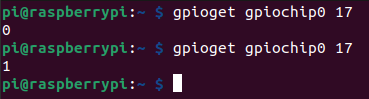 pi@raspberrypi:~ $ gpioget gpiochip0 17
0
pi@raspberrypi:~ $ gpioget gpiochip0 17
1
pi@raspberrypi:~ $